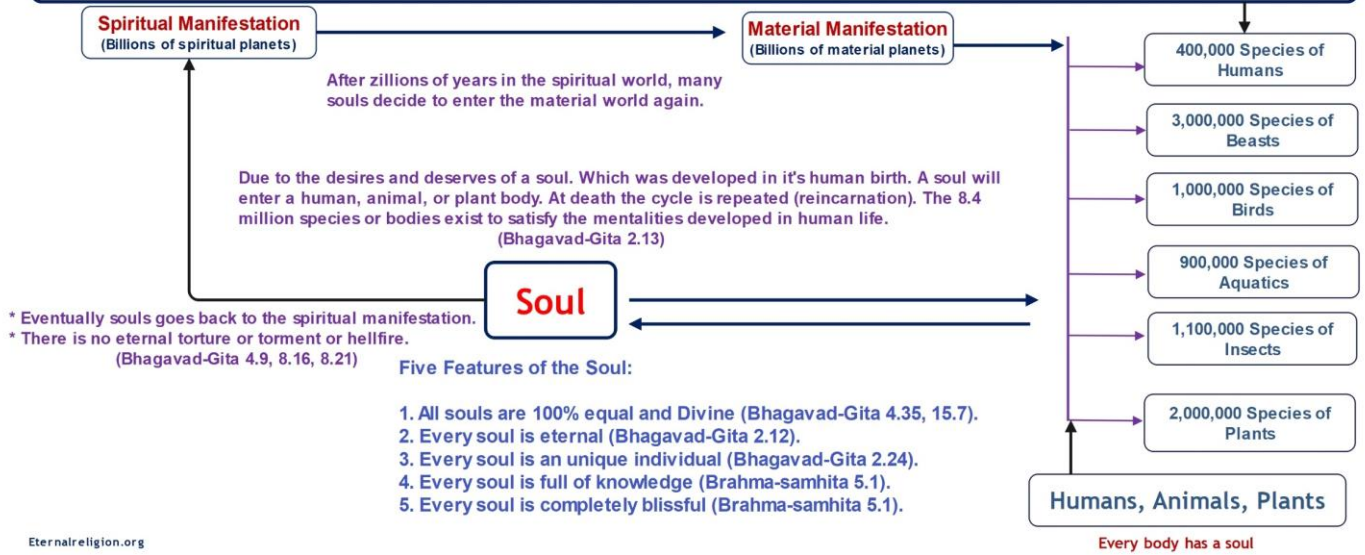 Spiritual Manifestation
(Billions of spiritual planets)
Material Manifestation
(Billions of material planets)
After zillions of years in the spiritual world, many
souls decide to enter the material world again.
Due to the desires and deserves of a soul. Which was developed in it's human birth. A soul will
enter a human, animal, or plant body. At death the cycle is repeated (reincarnation). The 8.4
million species or bodies exist to satisfy the mentalities developed in human life.
(Bhagavad-Gita 2.13)
Soul
* Eventually souls goes back to the spiritual manifestation.
* There is no eternal torture or torment or hellfire.
(Bhagavad-Gita 4.9, 8.16, 8.21)
Five Features of the Soul:
1. All souls are 100% equal and Divine (Bhagavad-Gita 4.35, 15.7).
2. Every soul is eternal (Bhagavad-Gita 2.12).
3. Every soul is an unique individual (Bhagavad-Gita 2.24).
4. Every soul is full of knowledge (Brahma-samhita 5.1).
5. Every soul is completely blissful (Brahma-samhita 5.1).
400,000 Species of
Humans
3,000,000 Species of
Beasts
1,000,000 Species of
Birds
900,000 Species of
Aquatics
1,100,000 Species of
Insects
2,000,000 Species of
Plants
Humans, Animals, Plants
Every body has a soul
Eternalreligion.org